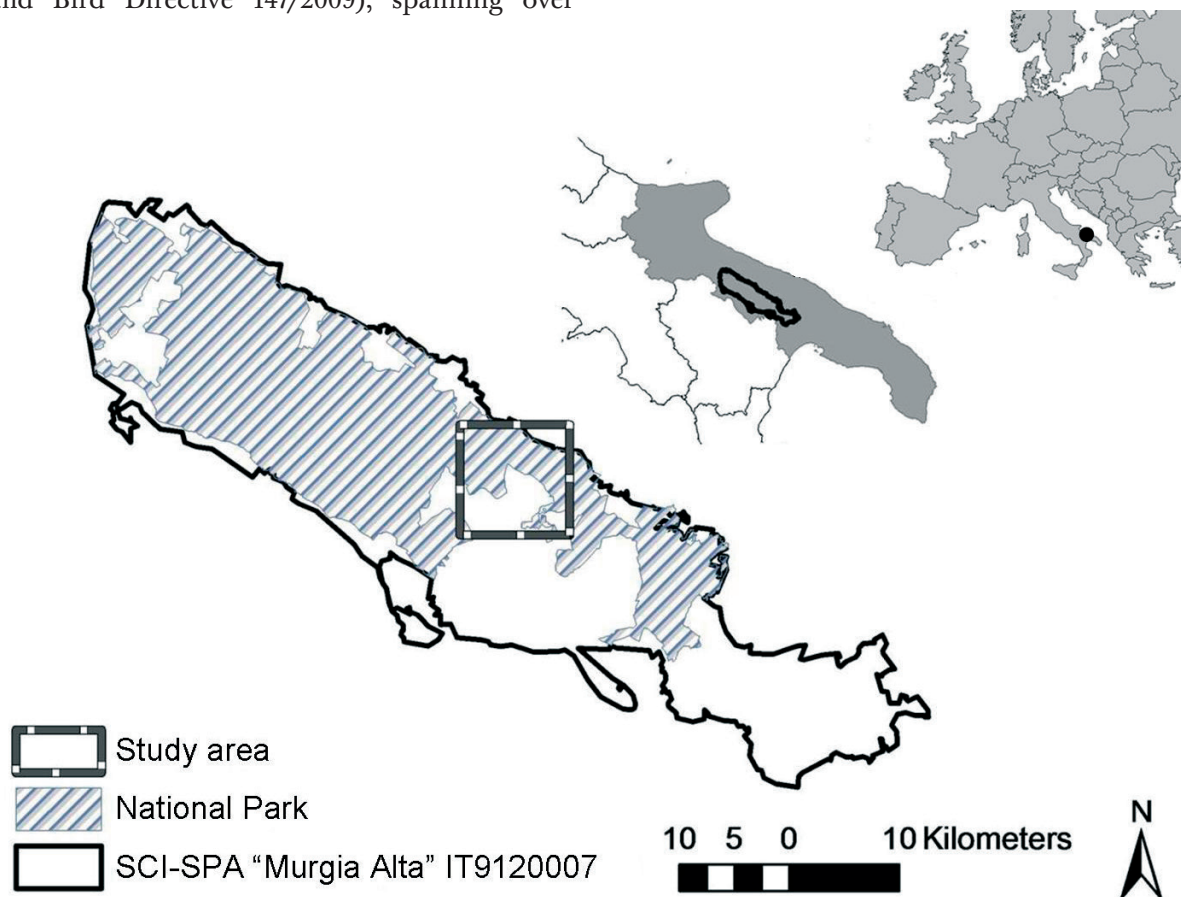 nd Bird Directive 147/2009), spanning over
Study area
National Park
SCI-SPA “Murgia Alta” IT9120007
10 5 0 10 Kilometers
N